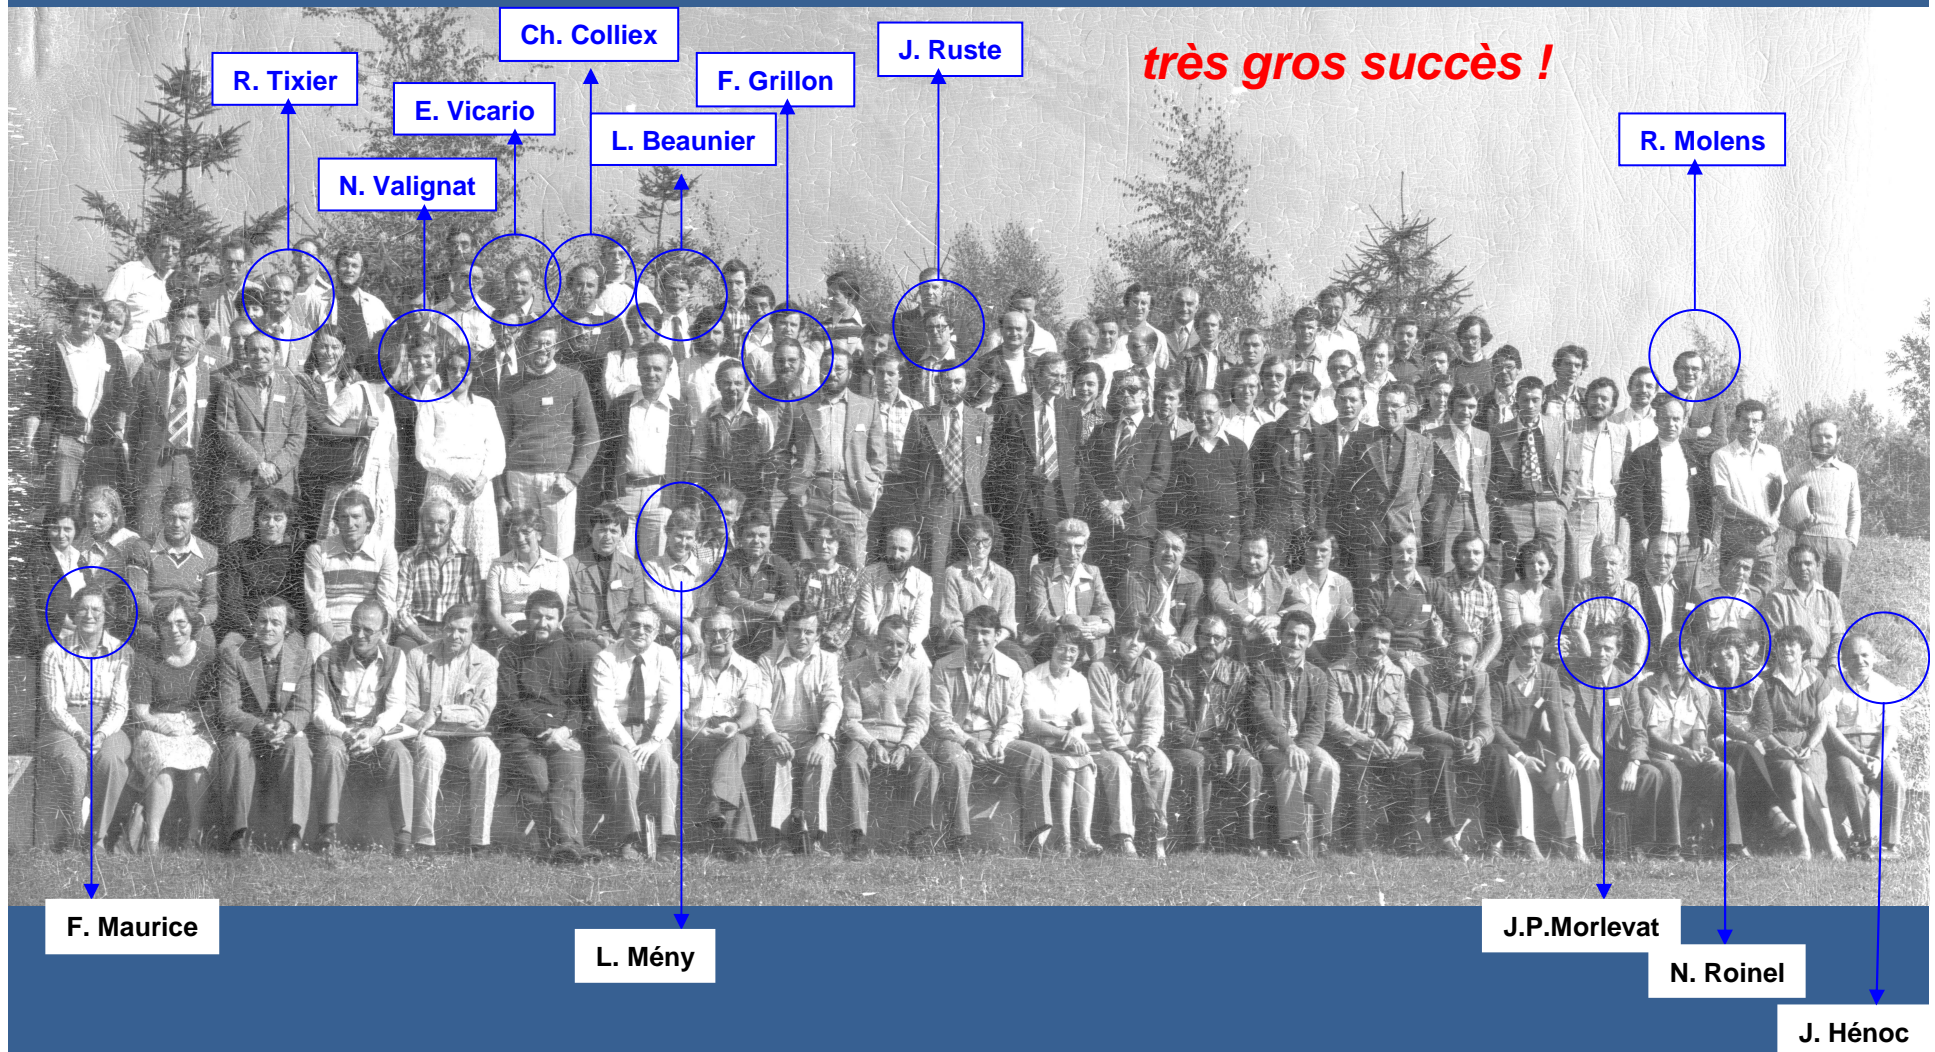 Ch. Colliex
J. Ruste
très gros succès !
R. Tixier
F. Grillon
E. Vicario
L. Beaunier
R. Molens
N. Valignat
F. Maurice
J.P.Morlevat
L. Mény
N. Roinel
J. Hénoc